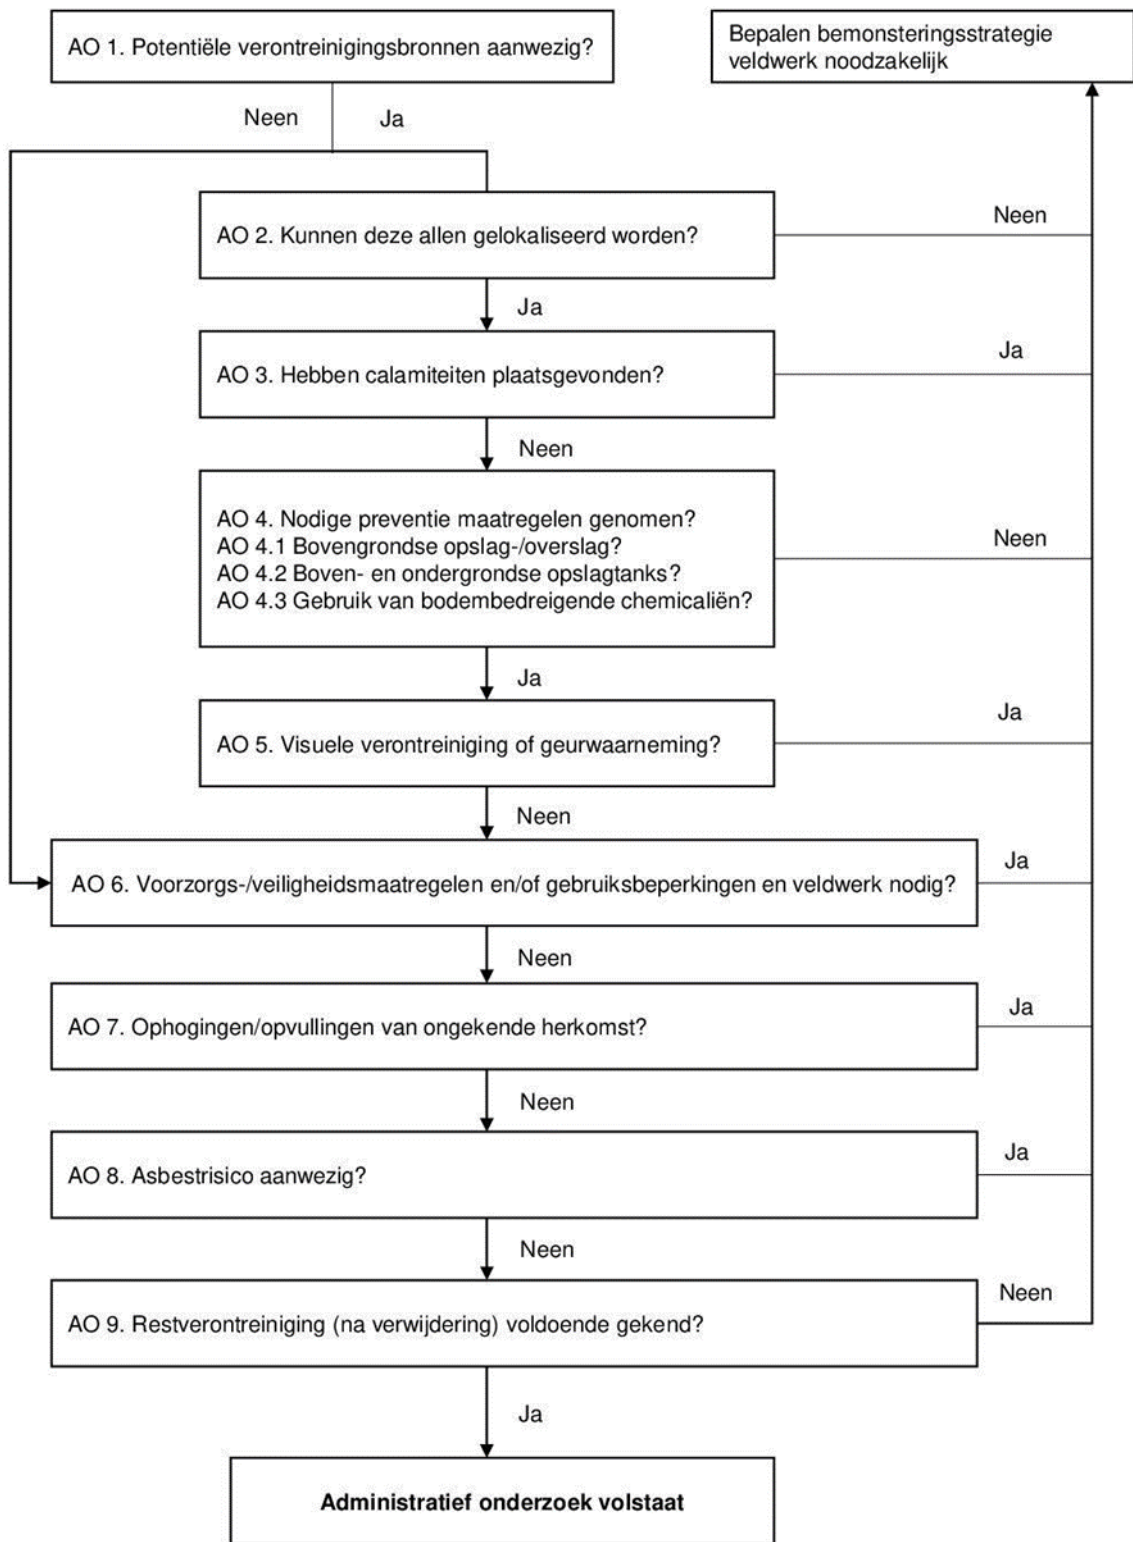 AO 1. Potentiële verontreinigingsbronnen aanwezig?
Bepalen bemonsteringsstrategie
veldwerk noodzakelijk
Neen
Ja
AO 2. Kunnen deze allen gelokaliseerd worden?
Neen
Ja
AO 3. Hebben calamiteiten plaatsgevonden?
Ja
Neen
AO 4. Nodige preventie maatregelen genomen?
AO 4.1 Bovengrondse opslag-/overslag?
AO 4.2 Boven- en ondergrondse opslagtanks?
AO 4.3 Gebruik van bodembedreigende chemicaliën?
Neen
Ja
AO 5. Visuele verontreiniging of geurwaarneming?
Ja
Neen
AO 6. Voorzorgs-/veiligheidsmaatregelen en/of gebruiksbeperkingen en veldwerk nodig?
Ja
Neen
AO 7. Ophogingen/opvullingen van ongekende herkomst?
Ja
Neen
AO 8. Asbestrisico aanwezig?
Ja
Neen
AO 9. Restverontreiniging (na verwijdering) voldoende gekend?
Neen
Ja
Administratief onderzoek volstaat